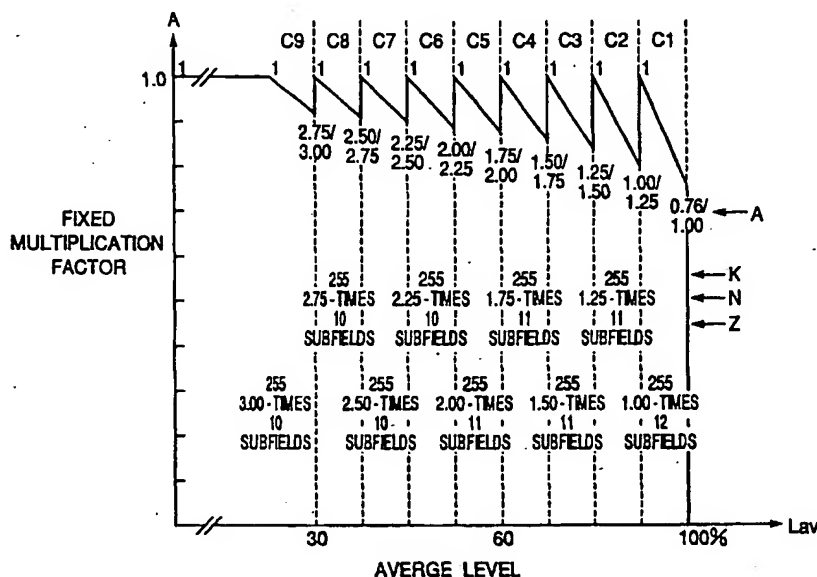 A
C9 C8 C7 C6 C5 C4 C3 C2 C1
1 1 1 1 1 1 1 1 1 1
1.0
2.75/
3.00
2.50/
2.75
2.25/
2.50
2.00/
2.25
1.75/
2.00
1.50/
1.75
1.25/
1.50
1.00/
1.25
0.76/
1.00
A
FIXED
MULTIPLICATION
FACTOR
K
N
Z
255
2.75-TIMES
10
SUBFIELDS
255
2.25-TIMES
10
SUBFIELDS
255
1.75-TIMES
11
SUBFIELDS
255
1.25-TIMES
11
SUBFIELDS
255
3.00-TIMES
10
SUBFIELDS
255
2.50-TIMES
10
SUBFIELDS
255
2.00-TIMES
11
SUBFIELDS
255
1.50-TIMES
11
SUBFIELDS
255
1.00-TIMES
12
SUBFIELDS
30 60 100%
Lav
AVERGE LEVEL